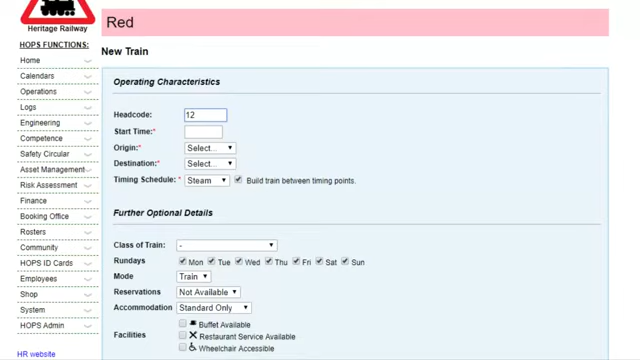 Heritage Railway
HOPS FUNCTIONS:
Home
Calendars
Operations
Logs
Engineering
Competence
Safety Circular
Asset Management
Risk Assessment
Finance
Booking Office
Rosters
Community
HOPS ID Cards
Employees
Shop
System
HOPS Admin
HR website
Red
New Train
Operating Characteristics
Headcode: 12
Start Time:*
Origin:* Select...
Destination:* Select...
Timing Schedule: * Steam Build train between timing points.
Further Optional Details
Class of Train: -
Rundays Mon Tue Wed Thu Fri Sat Sun
Mode Train
Reservations Not Available
Accommodation Standard Only
Facilities
Buffet Available
Restaurant Service Available
Wheelchair Accessible